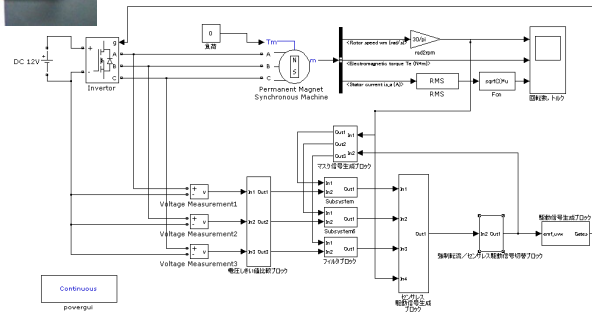 DC 12V
+
-
g
A
B
C
Invertor
0
負荷
Tm
A
B
C
N
S
m
Permanent Magnet
Synchronous Machine
<Rotor speed wm (rad/s)>
30/pi
rad2rpm
<Electromagnetic torque Te (N*m)>
<Stator current is_a (A)>
RMS
RMS
sqrt(3)*u
Fcn
回転数,トルク
Out1 In1
Out2
Out3 In2
マスク信号生成ブロック
+
-
v
Voltage Measurement1
+
-
v
Voltage Measurement2
+
-
v
Voltage Measurement3
In1 Out1
In2 Out2
In3 Out3
電圧しきい値比較ブロック
In1
In2
Out1
Subsystem
In1
In2
Out1
Subsystem6
In1
In2
Out1
フィルタブロック
In1
In2
In3
In4
Out1
センサレス
駆動信号生成
ブロック
In2 Out1
強制転流/センサレス駆動信号切替ブロック
駆動信号生成ブロック
emf_uvw
Gates
Continuous
powergui